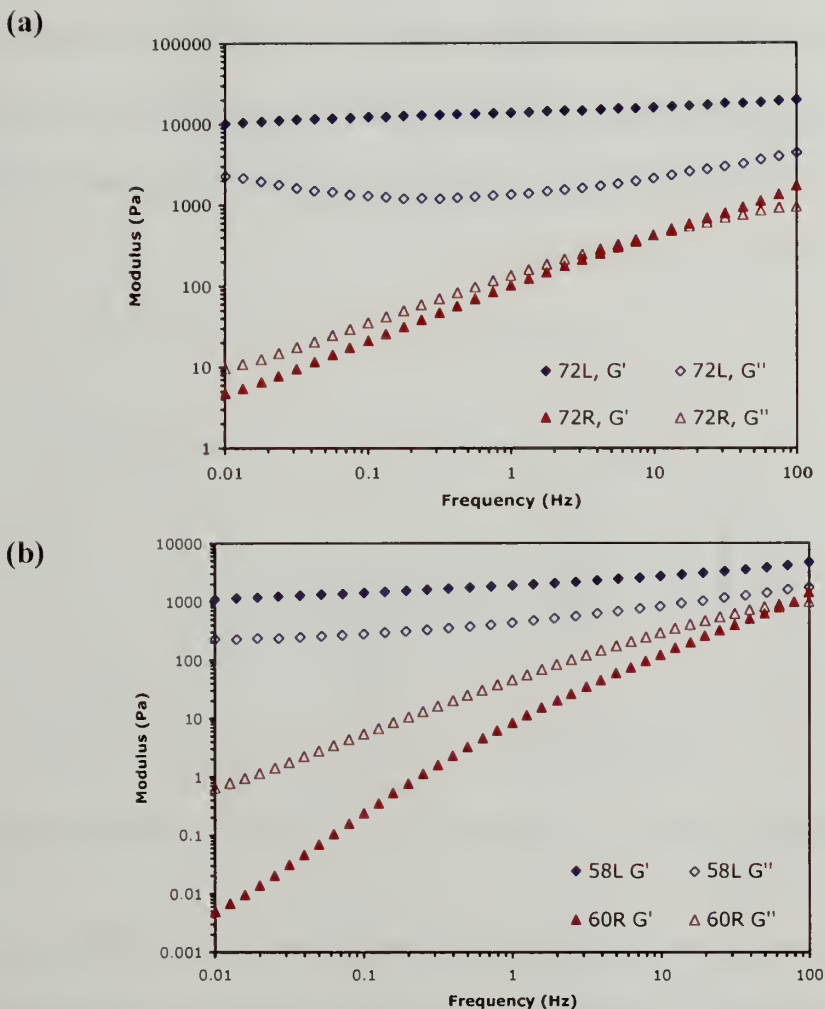 (a)
100000
10000
1000
100
10
1
Modulus (Pa)
72L, G' 72L, G"
72R, G' 72R, G"
0.01 0.1 1 10 100
Frequency (Hz)
(b)
10000
1000
100
10
1
0.1
0.01
0.001
Modulus (Pa)
58L G' 58L G"
60R G' 60R G"
0.01 0.1 1 10 100
Frequency (Hz)